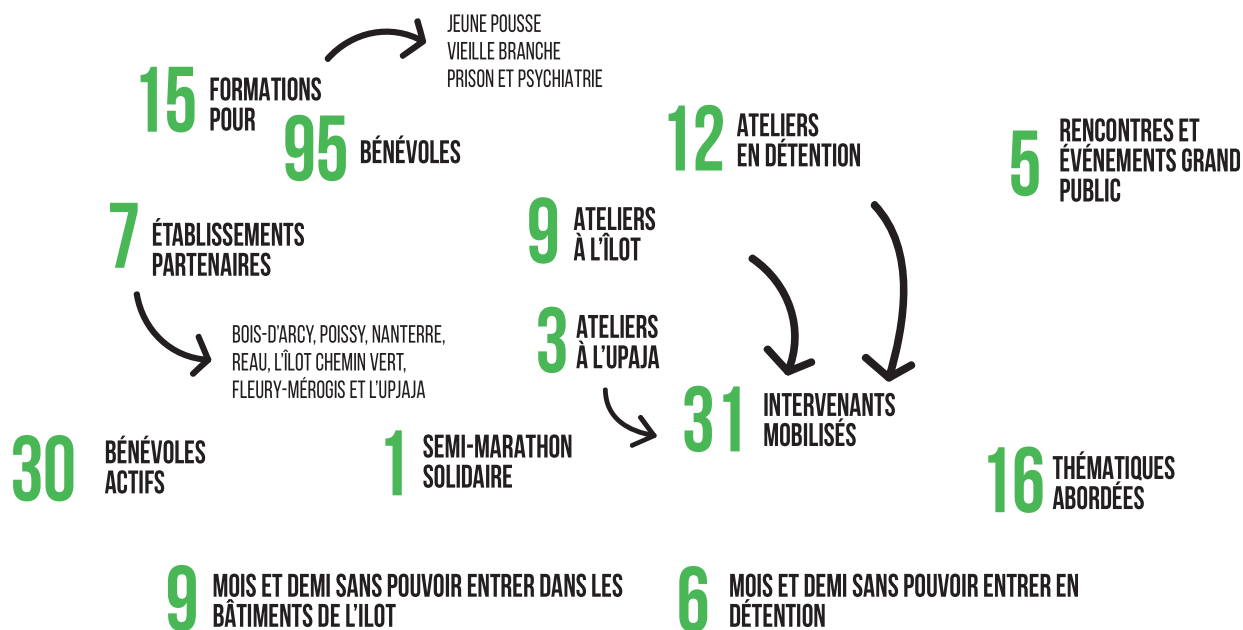 JEUNE POUSSE
VIEILLE BRANCHE
PRISON ET PSYCHIATRIE
15 FORMATIONS
POUR
95 BÉNÉVOLES
12 ATELIERS
EN DÉTENTION
5 RENCONTRES ET
ÉVÉNEMENTS GRAND
PUBLIC
7 ÉTABLISSEMENTS
PARTENAIRES
9 ATELIERS
À L'ÎLOT
BOIS-D'ARCY, POISSY, NANTERRE,
REAU, L'ÎLOT CHEMIN VERT,
FLEURY-MÉROGIS ET L'UPJAJA
3 ATELIERS
À L'UPAJA
31 INTERVENANTS
MOBILISÉS
30 BÉNÉVOLES
ACTIFS
1 SEMI-MARATHON
SOLIDAIRE
16 THÉMATIQUES
ABORDÉES
9 MOIS ET DEMI SANS POUVOIR ENTRER DANS LES
BÂTIMENTS DE L'ILOT
6 MOIS ET DEMI SANS POUVOIR ENTRER EN
DÉTENTION